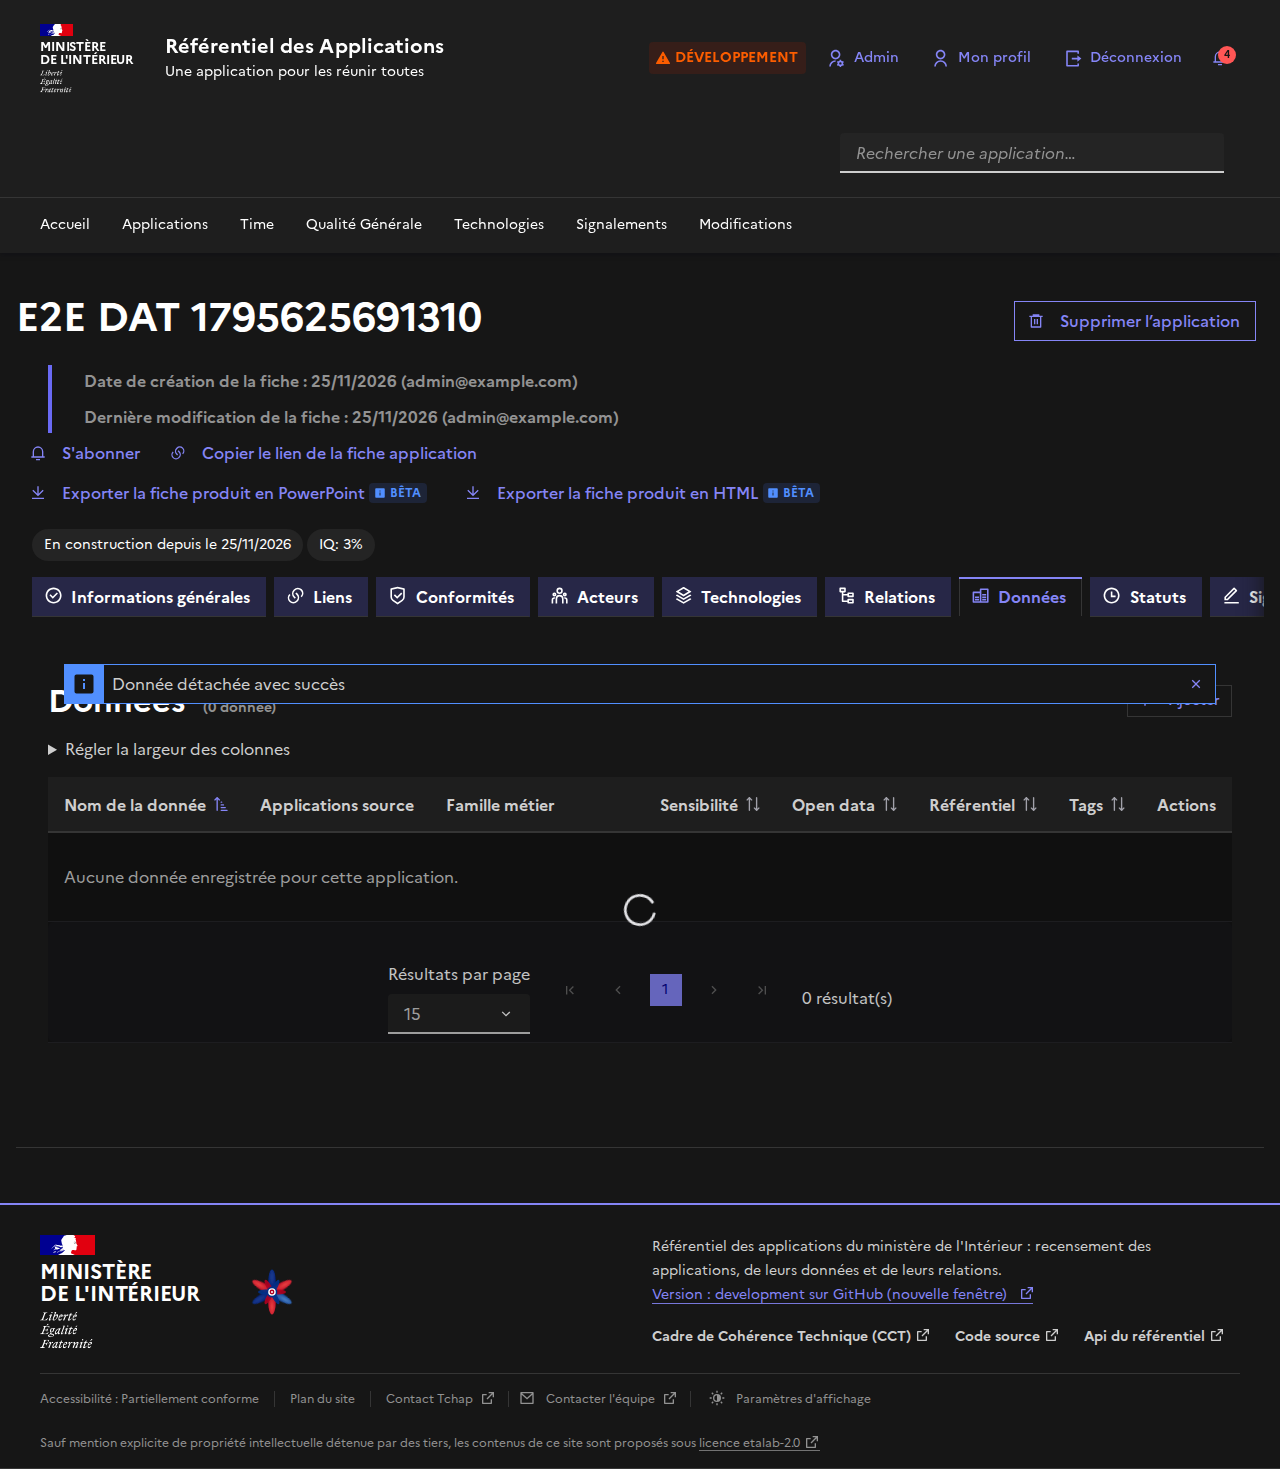 MINISTÈRE
DE L'INTÉRIEUR
Liberté
Égalité
Fraternité
Référentiel des Applications
Une application pour les réunir toutes
DÉVELOPPEMENT
Admin
Mon profil
Déconnexion
4
Rechercher une application...
Accueil
Applications
Time
Qualité Générale
Technologies
Signalements
Modifications
E2E DAT 1795625691310
Supprimer l’application
Date de création de la fiche : 25/11/2026 (admin@example.com)
Dernière modification de la fiche : 25/11/2026 (admin@example.com)
S'abonner
Copier le lien de la fiche application
Exporter la fiche produit en PowerPoint BÊTA
Exporter la fiche produit en HTML BÊTA
En construction depuis le 25/11/2026
IQ: 3%
Informations générales
Liens
Conformités
Acteurs
Technologies
Relations
Données
Statuts
Donnée détachée avec succès
Données (0 donnée)
Régler la largeur des colonnes
Nom de la donnée
Applications source
Famille métier
Sensibilité
Open data
Référentiel
Tags
Actions
Aucune donnée enregistrée pour cette application.
Résultats par page
15
1
0 résultat(s)
MINISTÈRE
DE L'INTÉRIEUR
Liberté
Égalité
Fraternité
Référentiel des applications du ministère de l'Intérieur : recensement des
applications, de leurs données et de leurs relations.
Version : development sur GitHub (nouvelle fenêtre)
Cadre de Cohérence Technique (CCT)
Code source
Api du référentiel
Accessibilité : Partiellement conforme
Plan du site
Contact Tchap
Contacter l'équipe
Paramètres d'affichage
Sauf mention explicite de propriété intellectuelle détenue par des tiers, les contenus de ce site sont proposés sous licence etalab-2.0